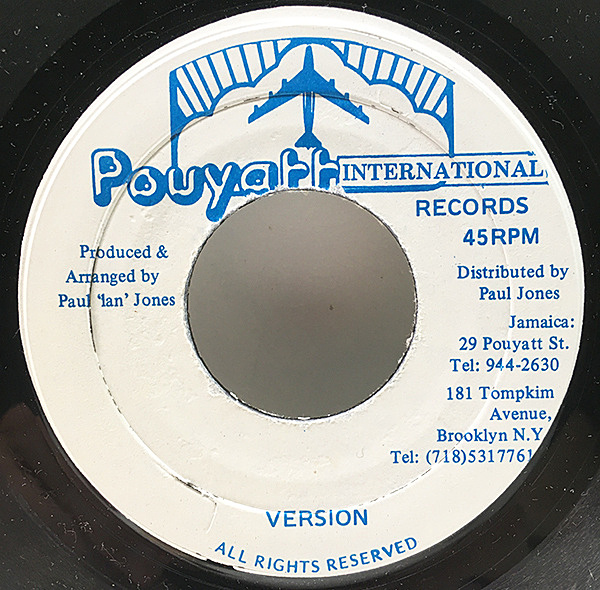 Pouyatt INTERNATIONAL
RECORDS
45RPM
Produced &
Arranged by
Paul 'Ian' Jones
Distributed by
Paul Jones
Jamaica:
29 Pouyatt St.
Tel: 944-2630
181 Tompkim
Avenue,
Brooklyn N.Y
Tel: (718)5317761
VERSION
ALL RIGHTS RESERVED